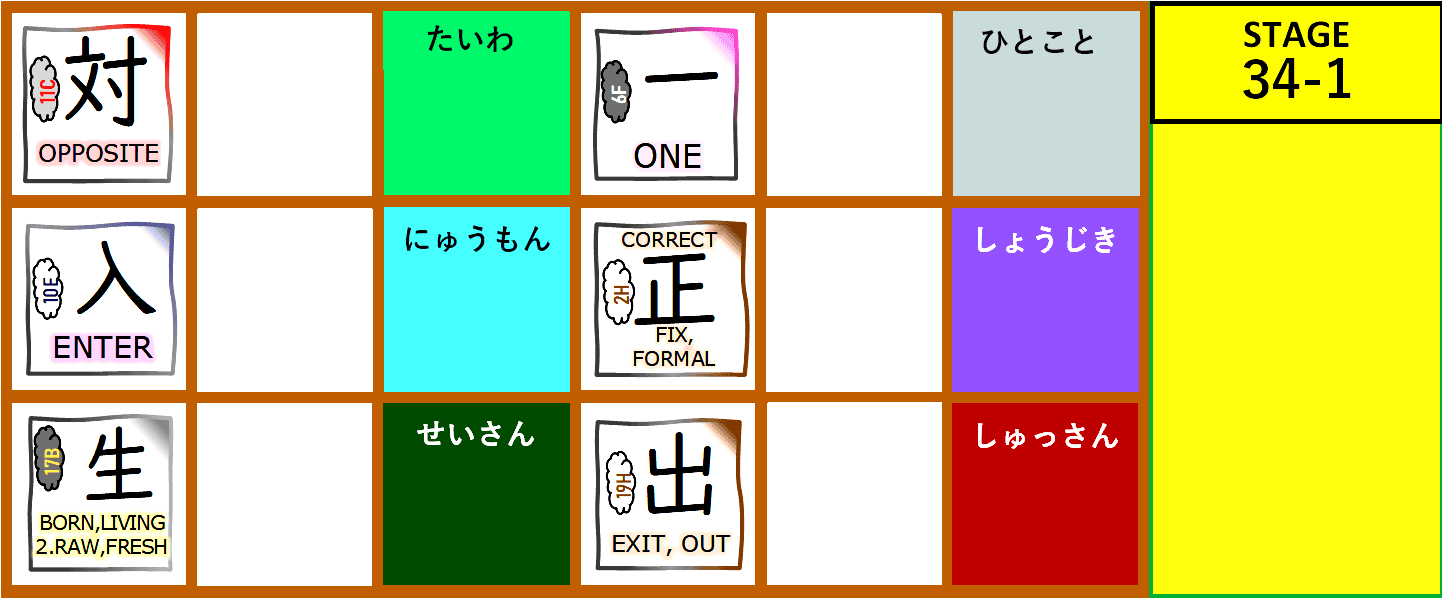 11C
対
OPPOSITE
たいわ
6F
一
ONE
ひとこと
STAGE
34-1
10E
入
ENTER
にゅうもん
CORRECT
2H
正
FIX,
FORMAL
しょうじき
17B
生
BORN,LIVING
2.RAW,FRESH
せいさん
19H
出
EXIT, OUT
しゅっさん